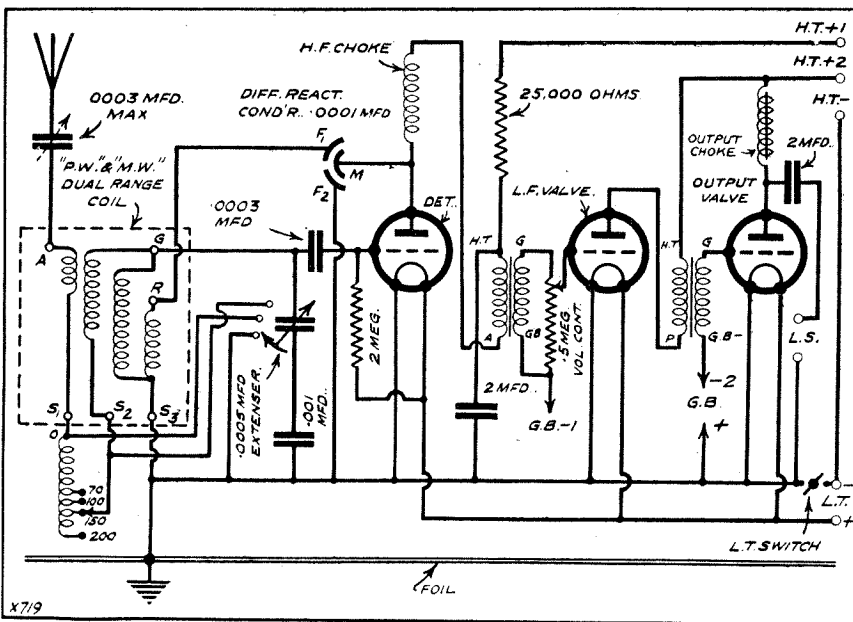 H.T.+1
H.F. CHOKE
H.T.+2
.0003 MFD.
MAX
DIFF. REACT.
COND'R. .0001 MFD
25,000 OHMS.
H.T.-
F1
OUTPUT
CHOKE
2 MFD.
"P.W." & "M.W."
DUAL RANGE
COIL
M
F2
L.F. VALVE.
OUTPUT
VALVE
DET.
.0003
MFD
A
G
H.T
G
H.T
G
R
2 MEG.
A
GB
.5 MEG.
VOL. CONT.
P
G.B-
L.S.
.0005 MFD
EXTENSER.
.001
MFD.
2 MFD.
G.B.-1
-2
G.B.
+
S1
S2
S3
0
70
100
150
200
-
L.T.
+
L.T. SWITCH
FOIL
X719